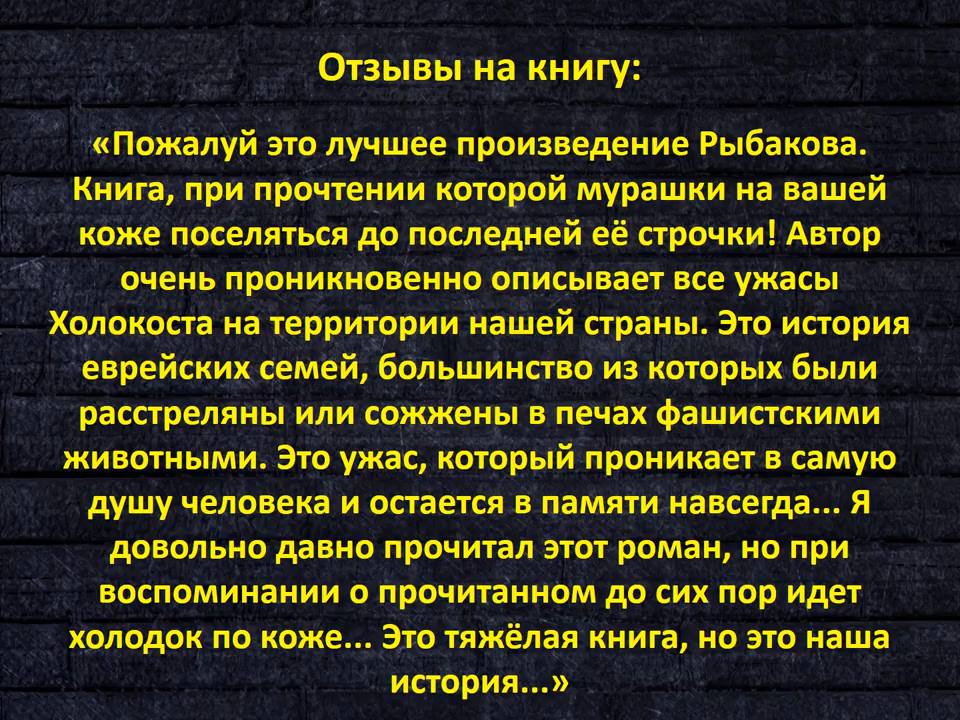 Отзывы на книгу:
«Пожалуй это лучшее произведение Рыбакова.
Книга, при прочтении которой мурашки на вашей
коже поселяться до последней её строчки! Автор
очень проникновенно описывает все ужасы
Холокоста на территории нашей страны. Это история
еврейских семей, большинство из которых были
расстреляны или сожжены в печах фашистскими
животными. Это ужас, который проникает в самую
душу человека и остается в памяти навсегда... Я
довольно давно прочитал этот роман, но при
воспоминании о прочитанном до сих пор идет
холодок по коже... Это тяжёлая книга, но это наша
история...»